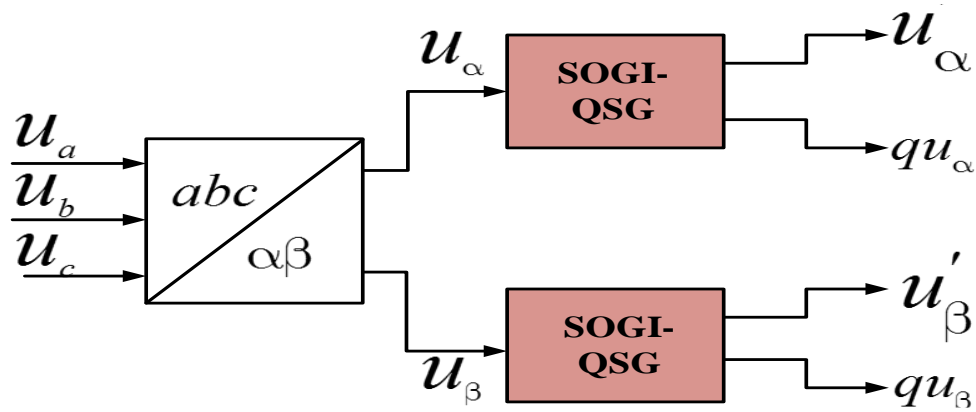 u_a
u_b
u_c
abc
αβ
u_α
u_β
SOGI-
QSG
u'_α
qu_α
SOGI-
QSG
u'_β
qu_β